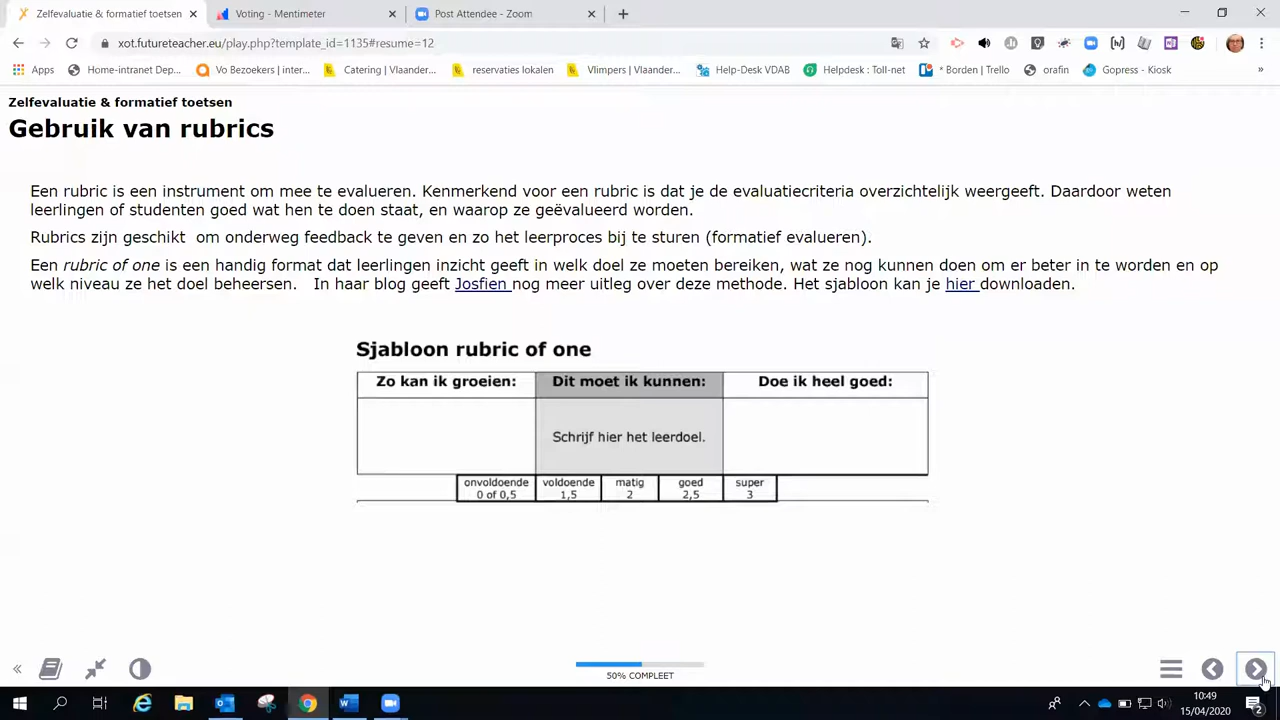 Zelfevaluatie & formatief toetsen
Voting - Mentimeter
Post Attendee - Zoom
xot.futureteacher.eu/play.php?template_id=1135#resume=12
Apps
Home-intranet Dep...
Vo Bezoekers | inter...
Catering | Vlaander...
reservaties lokalen
Vlimpers | Vlaander...
Help-Desk VDAB
Helpdesk : Toll-net
* Borden | Trello
orafin
Gopress - Kiosk
»
Zelfevaluatie & formatief toetsen
Gebruik van rubrics
Een rubric is een instrument om mee te evalueren. Kenmerkend voor een rubric is dat je de evaluatiecriteria overzichtelijk weergeeft. Daardoor weten
leerlingen of studenten goed wat hen te doen staat, en waarop ze geëvalueerd worden.
Rubrics zijn geschikt om onderweg feedback te geven en zo het leerproces bij te sturen (formatief evalueren).
Een rubric of one is een handig format dat leerlingen inzicht geeft in welk doel ze moeten bereiken, wat ze nog kunnen doen om er beter in te worden en op
welk niveau ze het doel beheersen. In haar blog geeft Josfien nog meer uitleg over deze methode. Het sjabloon kan je hier downloaden.
Sjabloon rubric of one
Zo kan ik groeien:
Dit moet ik kunnen:
Doe ik heel goed:
Schrijf hier het leerdoel.
onvoldoende
0 of 0,5
voldoende
1,5
matig
2
goed
2,5
super
3
«
50% COMPLEET
10:49
15/04/2020
2